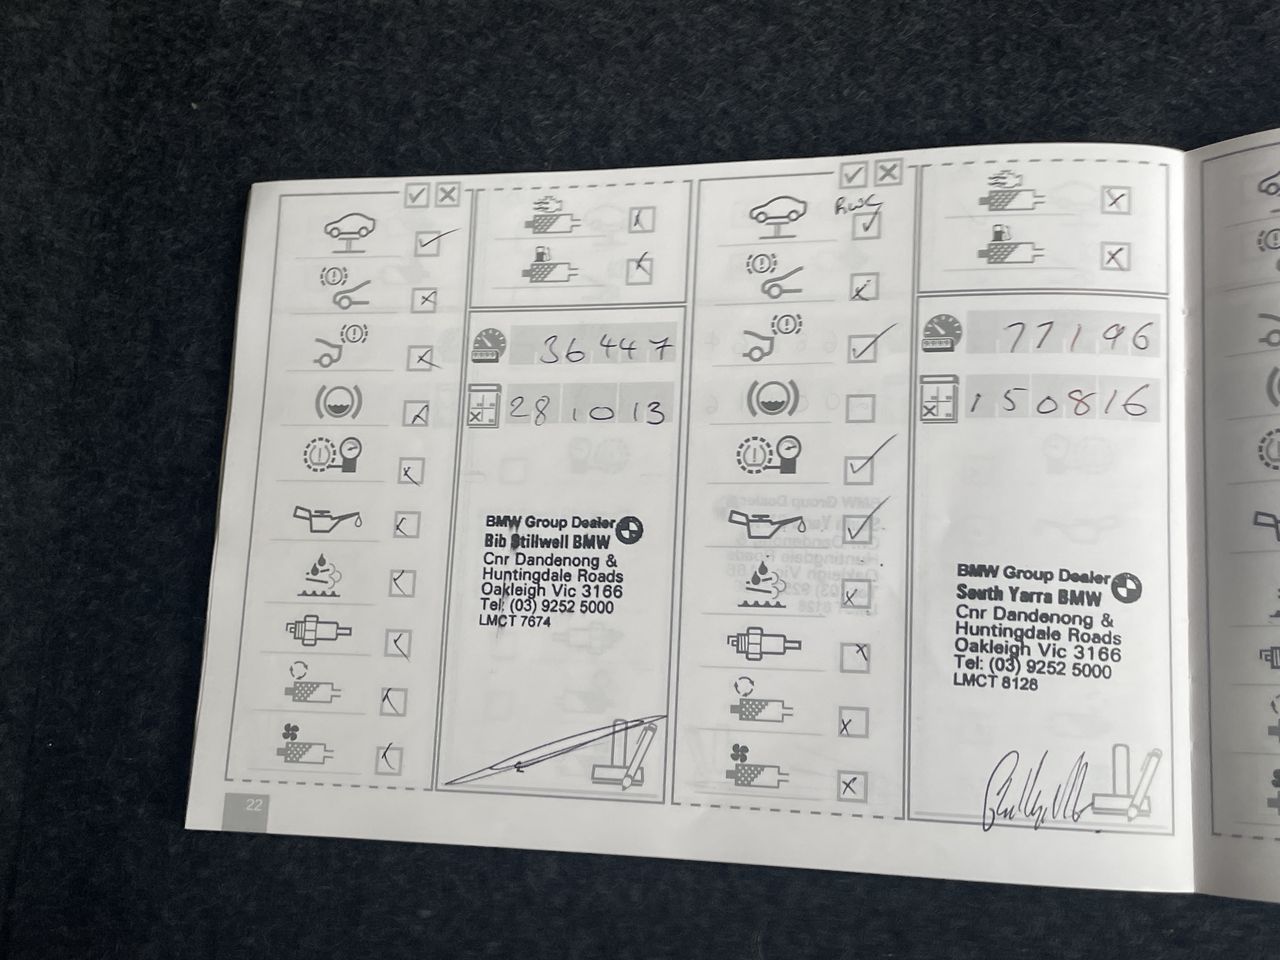 36447
281013
BMW Group Dealer
Bib Stillwell BMW
Cnr Dandenong &
Huntingdale Roads
Oakleigh Vic 3166
Tel: (03) 9252 5000
LMCT 7674
22
RWC
77196
150816
BMW Group Dealer
South Yarra BMW
Cnr Dandenong &
Huntingdale Roads
Oakleigh Vic 3166
Tel: (03) 9252 5000
LMCT 8128